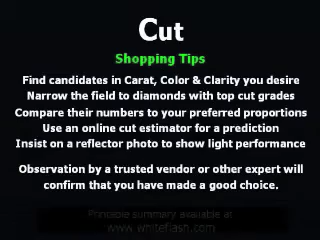 Cut
Shopping Tips
Find candidates in Carat, Color & Clarity you desire
Narrow the field to diamonds with top cut grades
Compare their numbers to your preferred proportions
Use an online cut estimator for a prediction
Insist on a reflector photo to show light performance
Observation by a trusted vendor or other expert will
confirm that you have made a good choice.
Printable summary available at
www.whiteflash.com